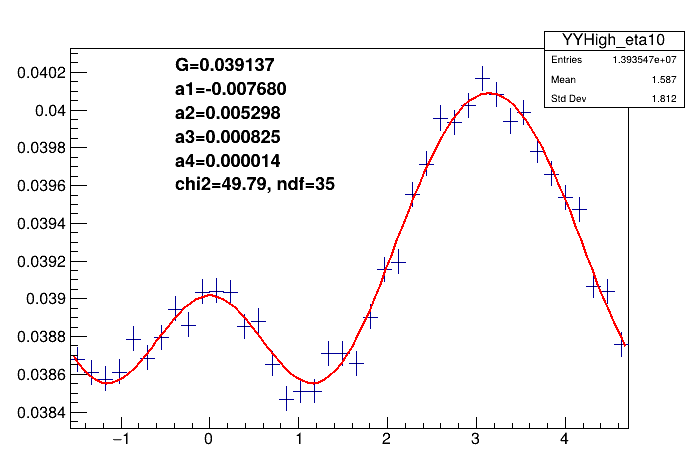 YYHigh_eta10
Entries 1.393547e+07
Mean 1.587
Std Dev 1.812
G=0.039137
a1=-0.007680
a2=0.005298
a3=0.000825
a4=0.000014
chi2=49.79, ndf=35
0.0402
0.04
0.0398
0.0396
0.0394
0.0392
0.039
0.0388
0.0386
0.0384
−1 0 1 2 3 4